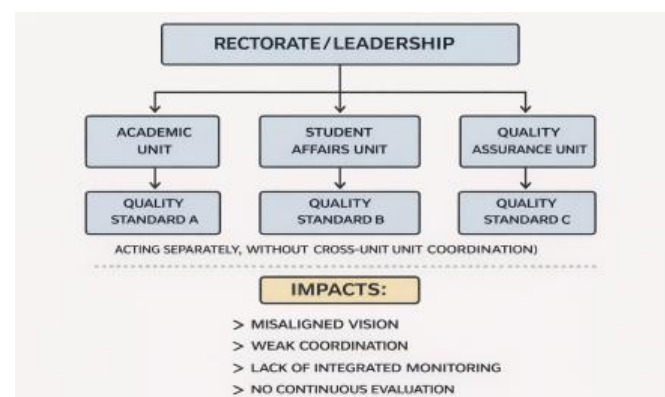 RECTORATE/LEADERSHIP
ACADEMIC
UNIT
STUDENT
AFFAIRS UNIT
QUALITY
ASSURANCE UNIT
QUALITY
STANDARD A
QUALITY
STANDARD B
QUALITY
STANDARD C
ACTING SEPARATELY, WITHOUT CROSS-UNIT UNIT COORDINATION)
IMPACTS:
> MISALIGNED VISION
> WEAK COORDINATION
> LACK OF INTEGRATED MONITORING
> NO CONTINUOUS EVALUATION